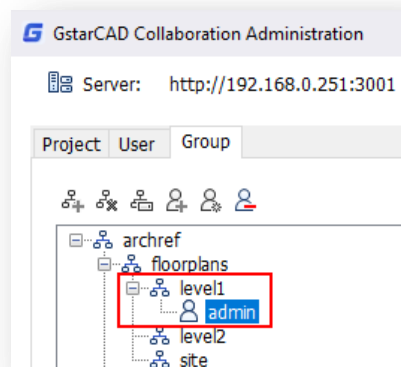 GstarCAD Collaboration Administration
Server: http://192.168.0.251:3001
Project User Group
archref
floorplans
level1
admin
level2
site